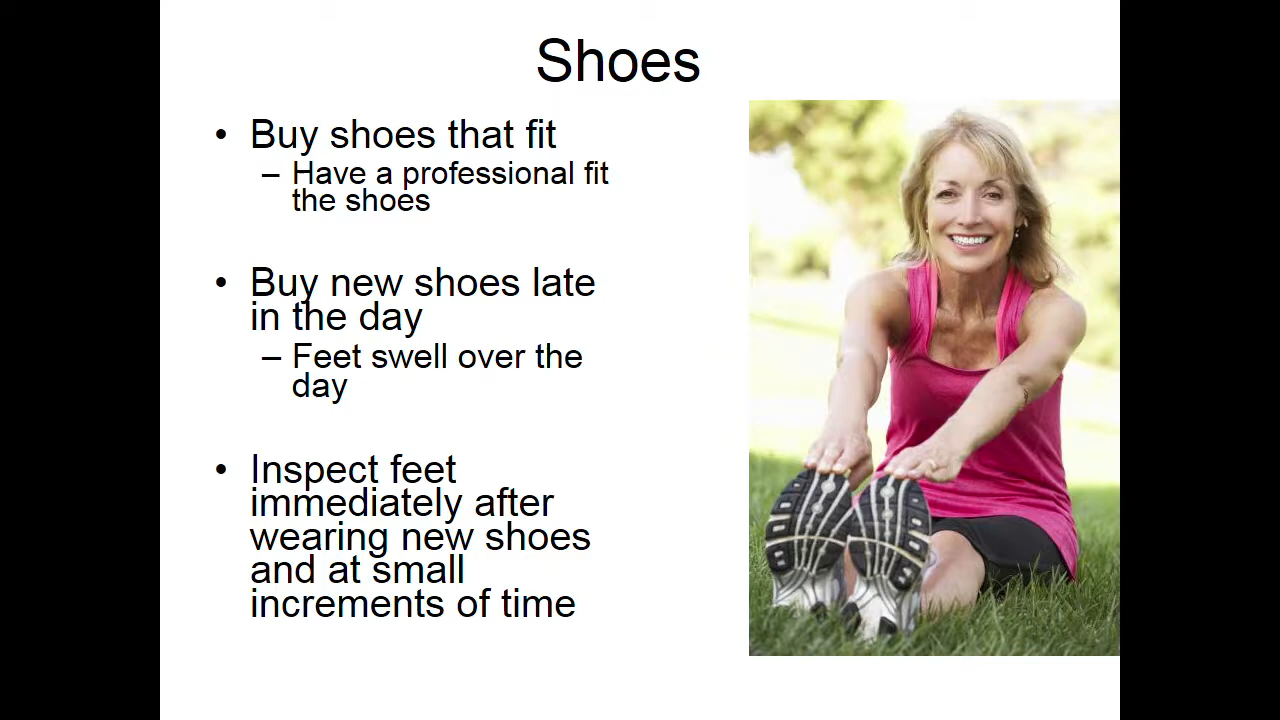 Shoes
• Buy shoes that fit
– Have a professional fit
the shoes
• Buy new shoes late
in the day
– Feet swell over the
day
• Inspect feet
immediately after
wearing new shoes
and at small
increments of time